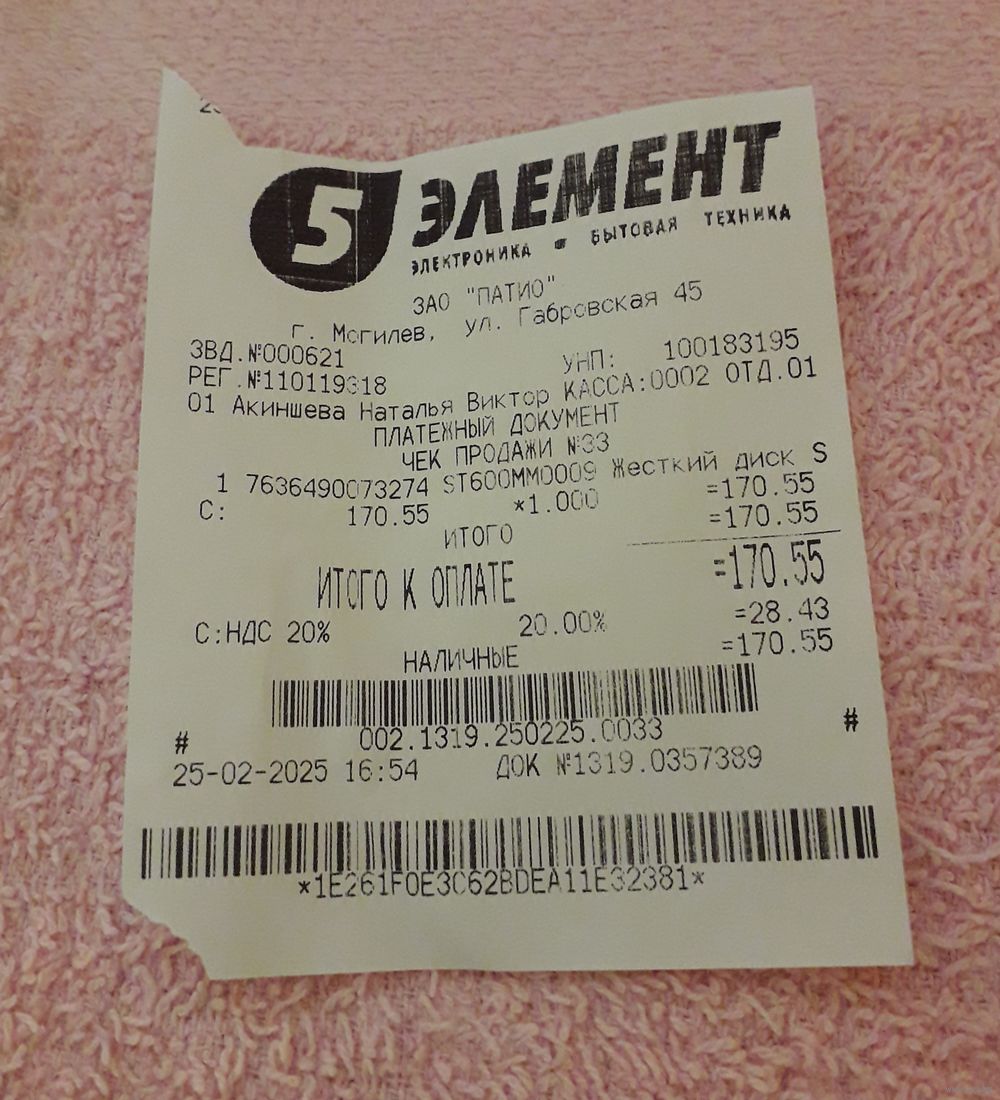 5 ЭЛЕМЕНТ
ЭЛЕКТРОНИКА • БЫТОВАЯ ТЕХНИКА
ЗАО "ПАТИО"
г. Могилев, ул. Габровская 45
ЗВД.№000621 УНП: 100183195
РЕГ.№110119318
01 Акиншева Наталья Виктор КАССА:0002 ОТД.01
ПЛАТЕЖНЫЙ ДОКУМЕНТ
ЧЕК ПРОДАЖИ №33
1 7636490073274 ST600MM0009 Жесткий диск S
С: 170.55 *1.000 =170.55
ИТОГО =170.55
ИТОГО К ОПЛАТЕ =170.55
С:НДС 20% 20.00% =28.43
НАЛИЧНЫЕ =170.55
# 002.1319.250225.0033 #
25-02-2025 16:54 ДОК №1319.0357389
*1E261F0E3C62BDEA11E32381*